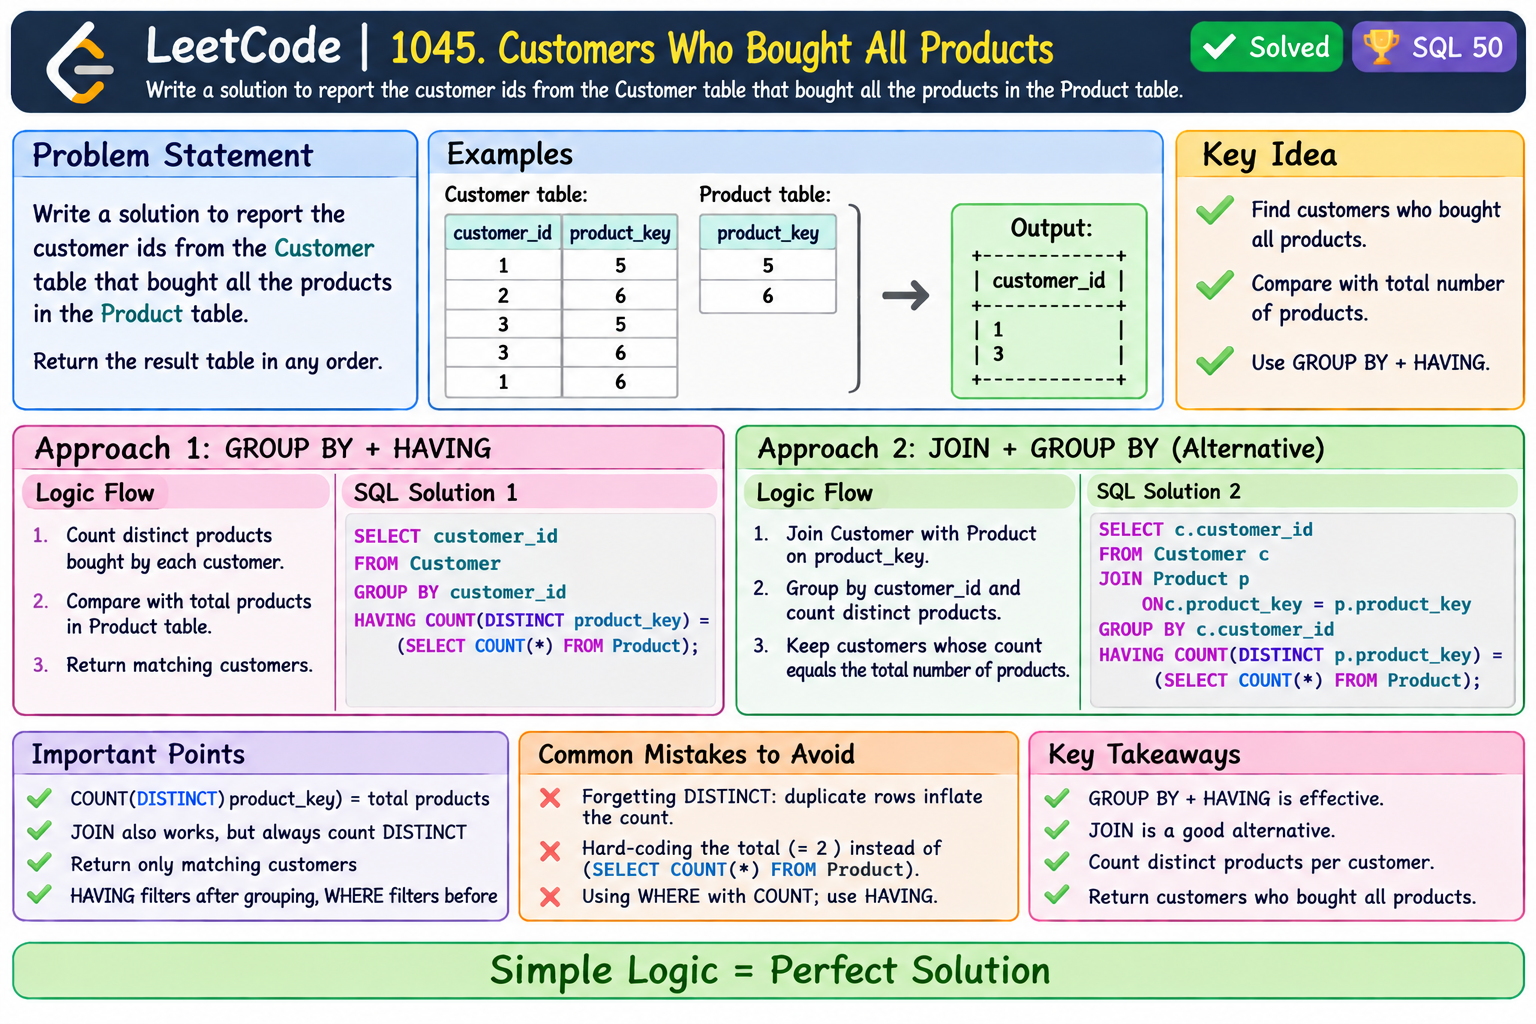 LeetCode | 1045. Customers Who Bought All Products
Solved
SQL 50
Write a solution to report the customer ids from the Customer table that bought all the products in the Product table.
Problem Statement
Write a solution to report the
customer ids from the Customer
table that bought all the products
in the Product table.
Return the result table in any order.
Examples
Customer table:
customer_id product_key
1 5
2 6
3 5
3 6
1 6
Product table:
product_key
5
6
Output:
+------------+
| customer_id |
+------------+
| 1 |
| 3 |
+------------+
Key Idea
Find customers who bought
all products.
Compare with total number
of products.
Use GROUP BY + HAVING.
Approach 1: GROUP BY + HAVING
Logic Flow
1. Count distinct products
bought by each customer.
2. Compare with total products
in Product table.
3. Return matching customers.
SQL Solution 1
SELECT customer_id
FROM Customer
GROUP BY customer_id
HAVING COUNT(DISTINCT product_key) =
(SELECT COUNT(*) FROM Product);
Approach 2: JOIN + GROUP BY (Alternative)
Logic Flow
1. Join Customer with Product
on product_key.
2. Group by customer_id and
count distinct products.
3. Keep customers whose count
equals the total number of products.
SQL Solution 2
SELECT c.customer_id
FROM Customer c
JOIN Product p
ONc.product_key = p.product_key
GROUP BY c.customer_id
HAVING COUNT(DISTINCT p.product_key) =
(SELECT COUNT(*) FROM Product);
Important Points
COUNT(DISTINCT) product_key) = total products
JOIN also works, but always count DISTINCT
Return only matching customers
HAVING filters after grouping, WHERE filters before
Common Mistakes to Avoid
Forgetting DISTINCT: duplicate rows inflate
the count.
Hard-coding the total (= 2 ) instead of
(SELECT COUNT(*) FROM Product).
Using WHERE with COUNT; use HAVING.
Key Takeaways
GROUP BY + HAVING is effective.
JOIN is a good alternative.
Count distinct products per customer.
Return customers who bought all products.
Simple Logic = Perfect Solution